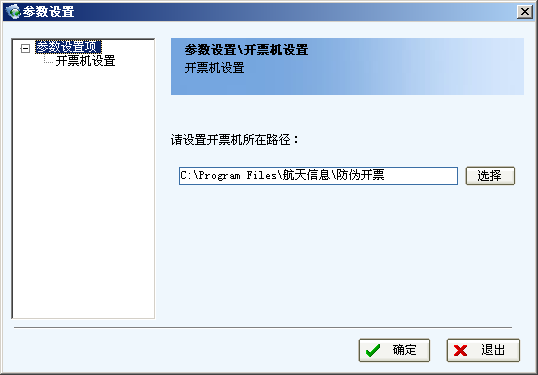 参数设置
参数设置项
开票机设置
参数设置\开票机设置
开票机设置
请设置开票机所在路径：
C:\Program Files\航天信息\防伪开票
选择
确定
退出